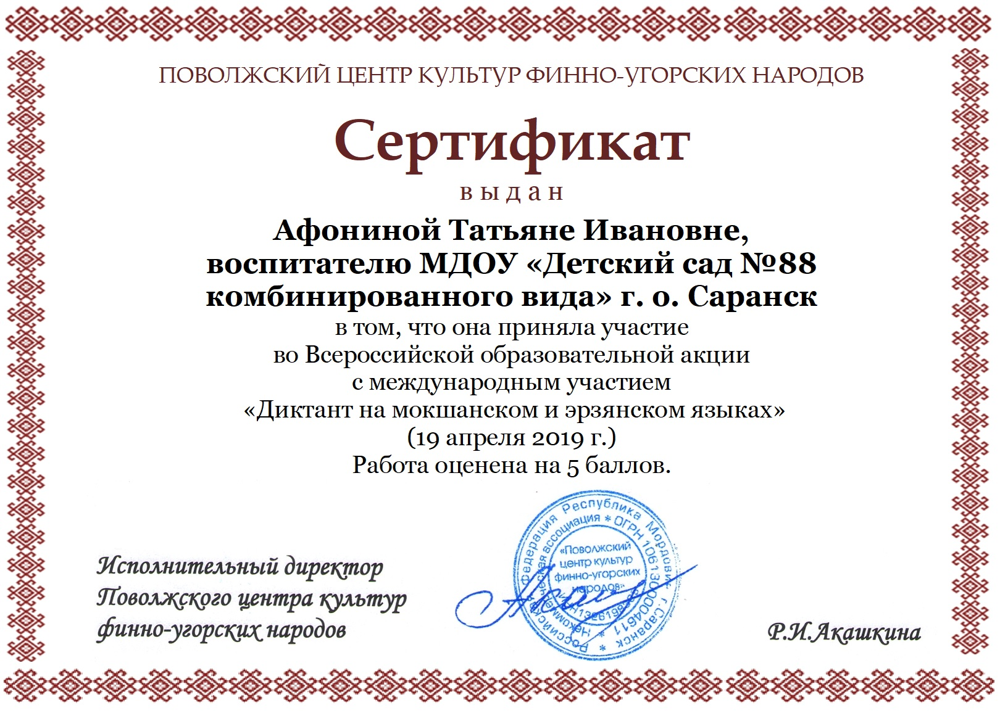 ПОВОЛЖСКИЙ ЦЕНТР КУЛЬТУР ФИННО-УГОРСКИХ НАРОДОВ
Сертификат
выдан
Афониной Татьяне Ивановне,
воспитателю МДОУ «Детский сад №88
комбинированного вида» г. о. Саранск
в том, что она приняла участие
во Всероссийской образовательной акции
с международным участием
«Диктант на мокшанском и эрзянском языках»
(19 апреля 2019 г.)
Работа оценена на 5 баллов.
Исполнительный директор
Поволжского центра культур
финно-угорских народов
Российская Федерация Республика Мордовия г.Саранск *
Некоммерческая ассоциация * ОГРН 1061300004611 *
«Поволжский
центр культур
финно-угорских
народов»
Р.И.Акашкина